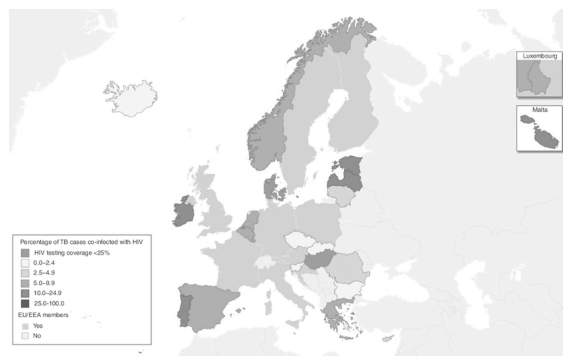 Luxembourg
Malta
Percentage of TB cases co-infected with HIV
HIV testing coverage <25%
0.0–2.4
2.5–4.9
5.0–9.9
10.0–24.9
25.0-100.0
EU/EEA members
Yes
No